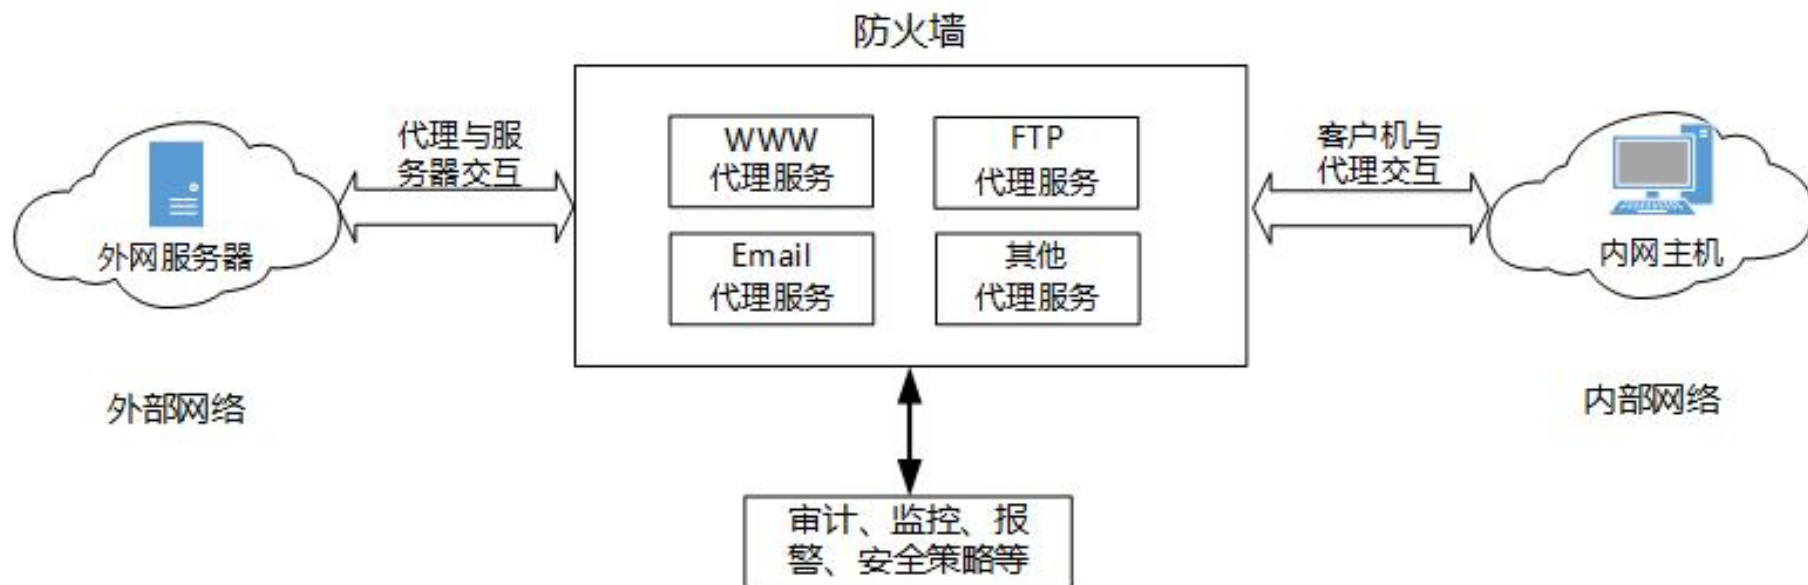 防火墙
代理与服
务器交互
WWW
代理服务
FTP
代理服务
客户机与
代理交互
外网服务器
Email
代理服务
其他
代理服务
内网主机
外部网络
内部网络
审计、监控、报
警、安全策略等